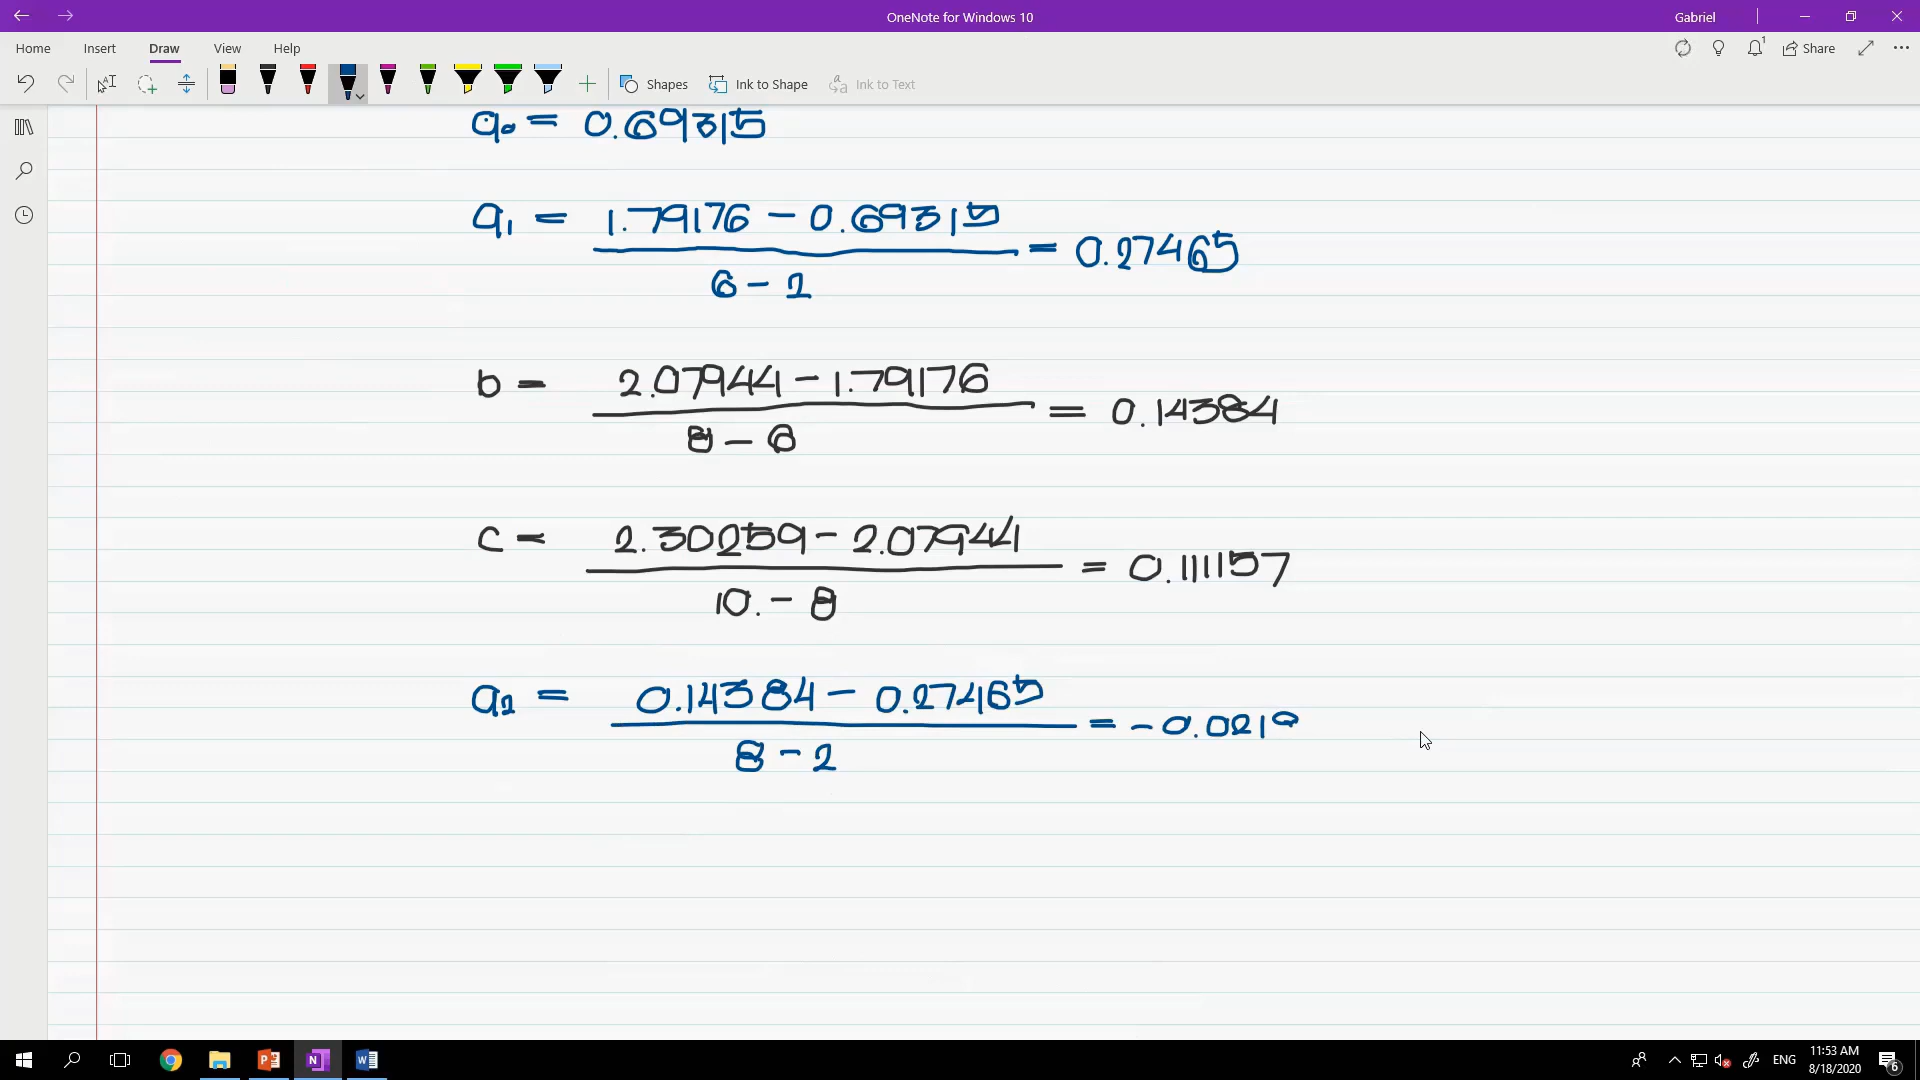 OneNote for Windows 10
Gabriel
Home Insert Draw View Help
1 Share
Shapes Ink to Shape Ink to Text
a₀ = 0.69315
a₁ = 1.79176 - 0.69315 = 0.27465
6 - 2
b = 2.07944 - 1.79176 = 0.14384
8 - 6
c = 2.30259 - 2.07944 = 0.111157
10. - 8
a₂ = 0.14384 - 0.27465 = -0.021
8 - 2
ENG
11:53 AM
8/18/2020
6